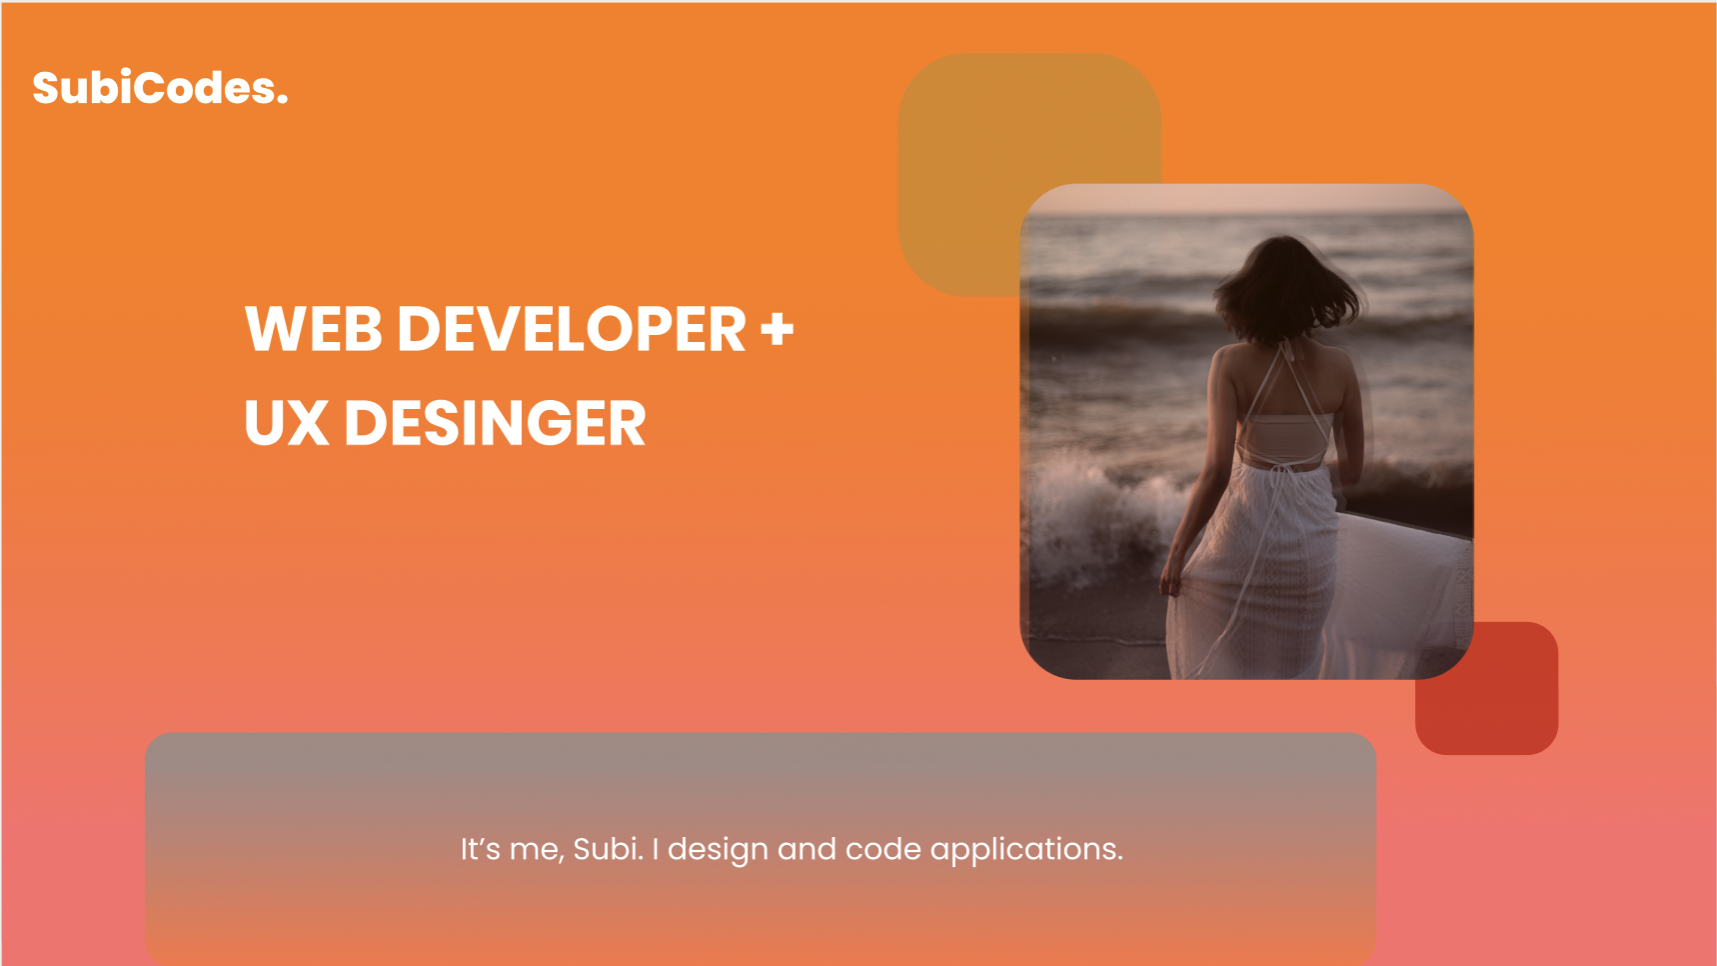 SubiCodes.
WEB DEVELOPER +
UX DESINGER
It’s me, Subi. I design and code applications.